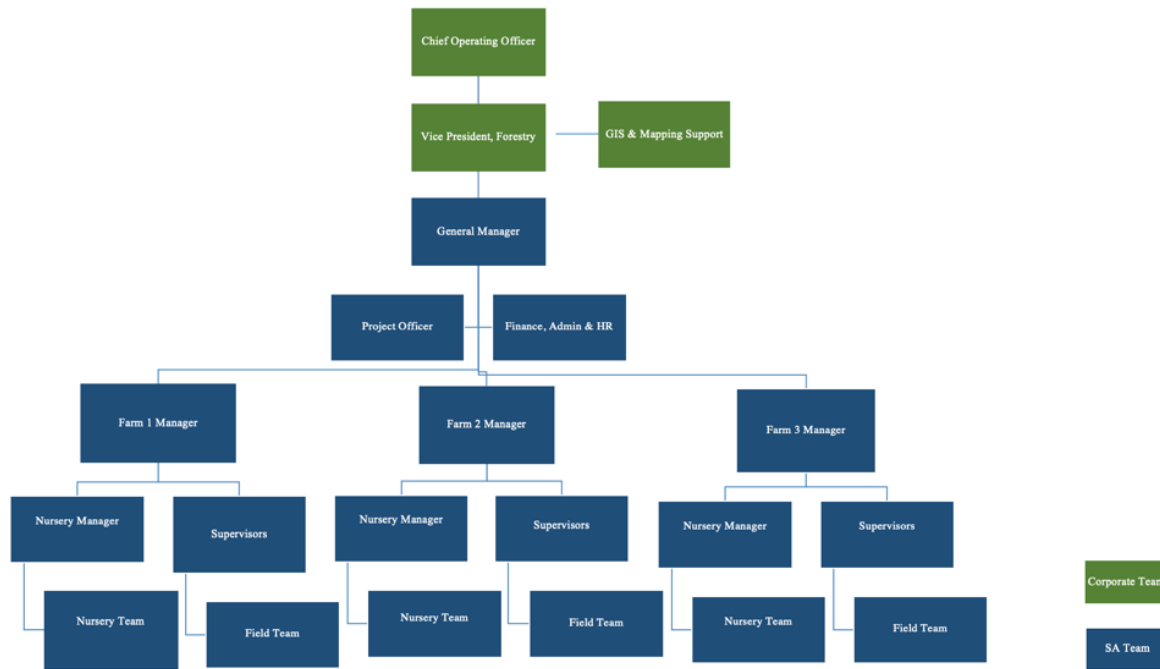 Chief Operating Officer
Vice President, Forestry
GIS & Mapping Support
General Manager
Project Officer
Finance, Admin & HR
Farm 1 Manager
Farm 2 Manager
Farm 3 Manager
Nursery Manager
Supervisors
Nursery Manager
Supervisors
Nursery Manager
Supervisors
Nursery Team
Field Team
Nursery Team
Field Team
Nursery Team
Field Team
Corporate Team
SA Team